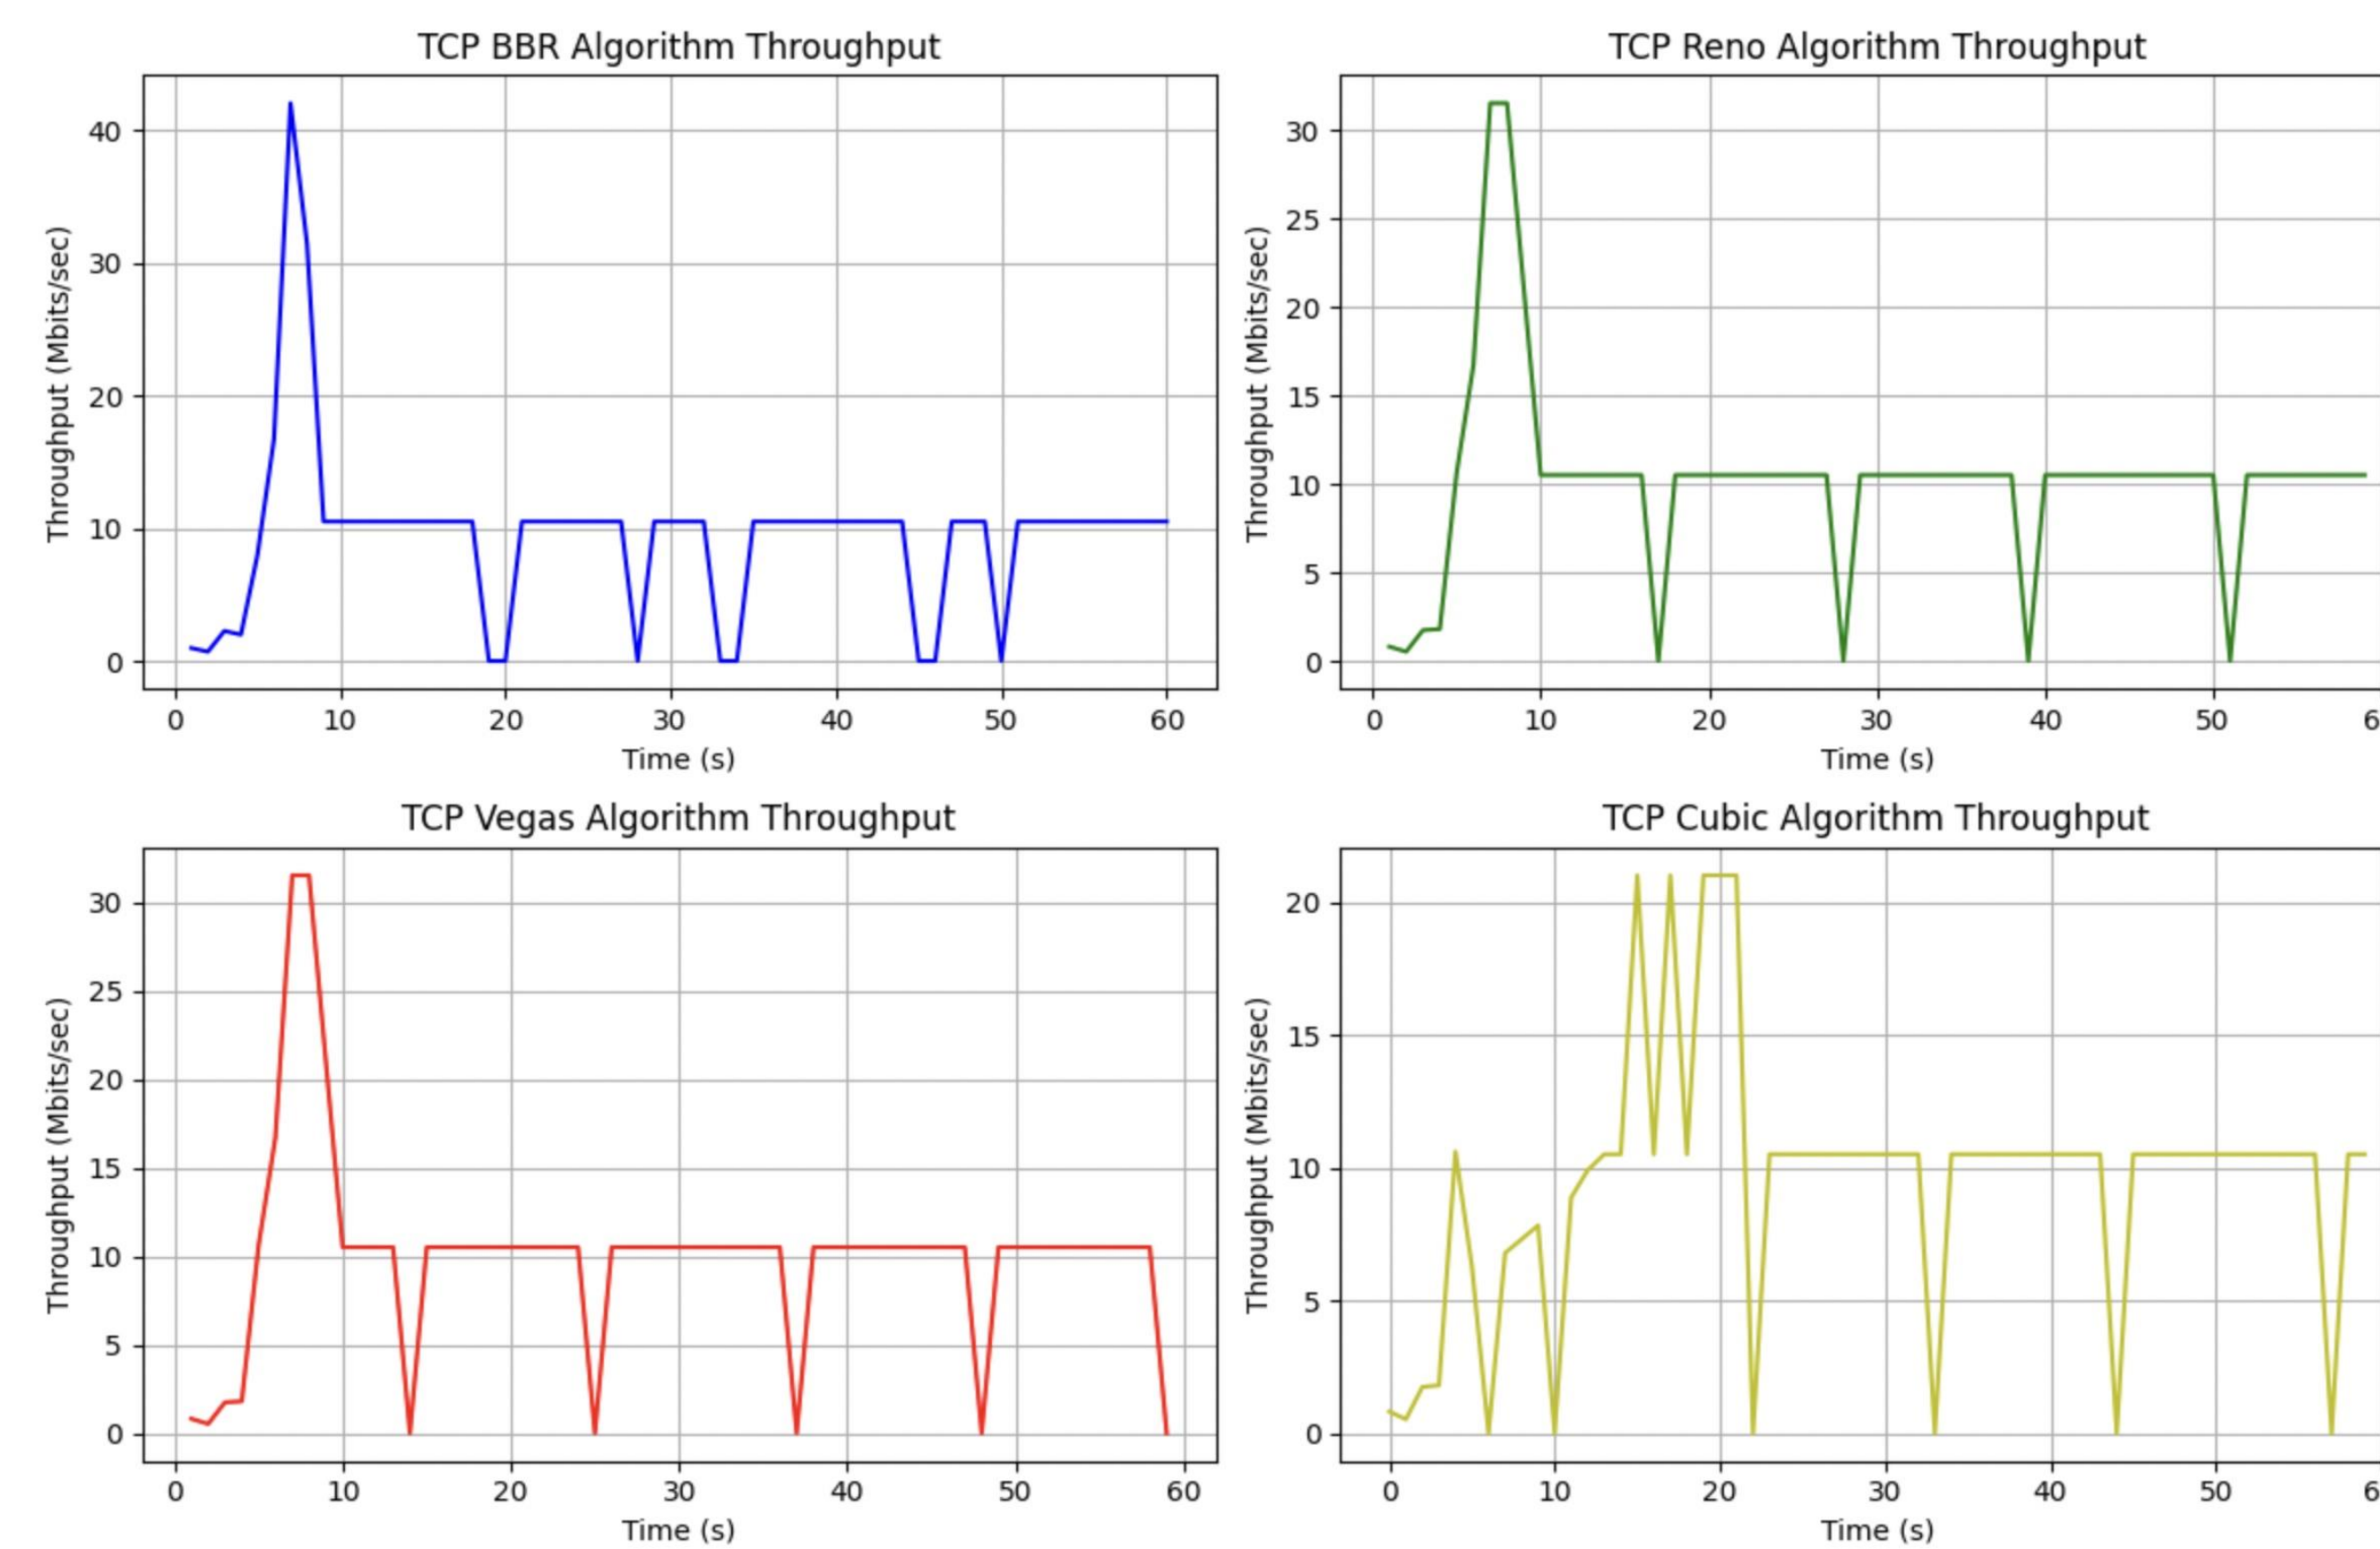 TCP BBR Algorithm Throughput
Throughput (Mbits/sec)
40
30
20
10
0
0 10 20 30 40 50 60
Time (s)
TCP Reno Algorithm Throughput
Throughput (Mbits/sec)
30
25
20
15
10
5
0
0 10 20 30 40 50 6
Time (s)
TCP Vegas Algorithm Throughput
Throughput (Mbits/sec)
30
25
20
15
10
5
0
0 10 20 30 40 50 60
Time (s)
TCP Cubic Algorithm Throughput
Throughput (Mbits/sec)
20
15
10
5
0
0 10 20 30 40 50 6
Time (s)